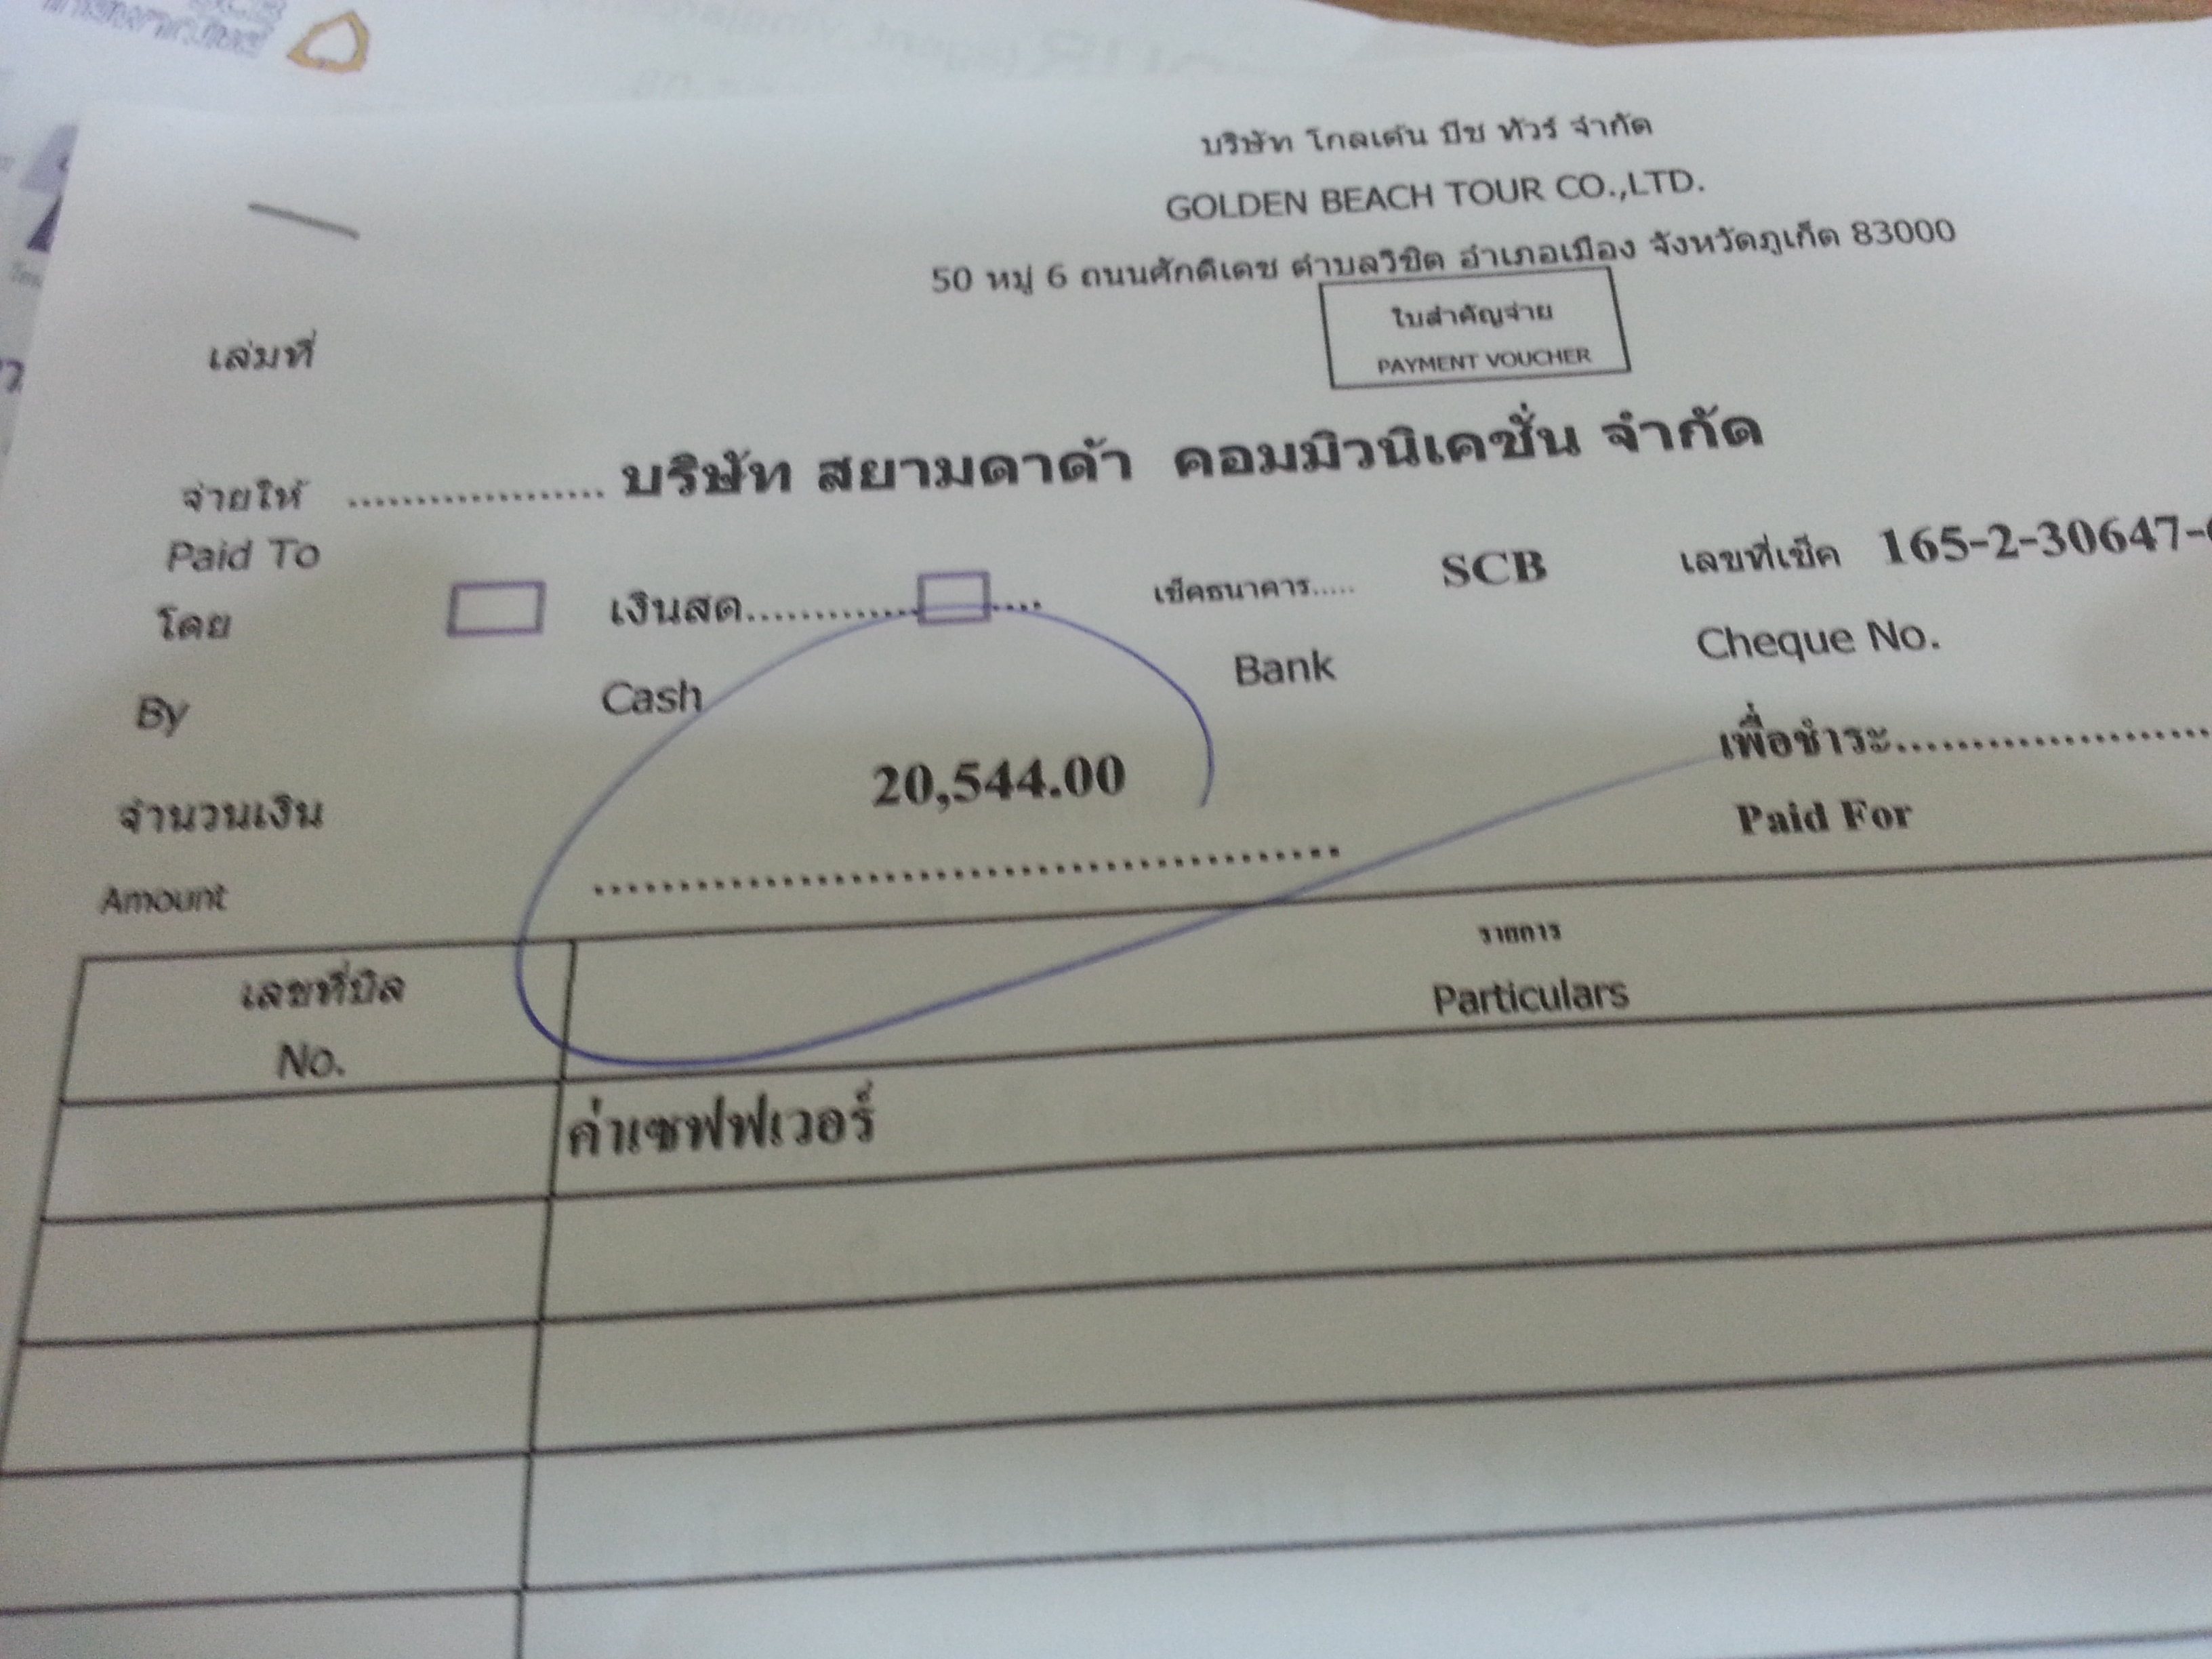 บริษัท โกลเด้น บีช ทัวร์ จำกัด
GOLDEN BEACH TOUR CO.,LTD.
50 หมู่ 6 ถนนศักดิเดช ตำบลวิชิต อำเภอเมือง จังหวัดภูเก็ต 83000
ใบสำคัญจ่าย
PAYMENT VOUCHER
เล่มที่
จ่ายให้ ................... บริษัท สยามดาต้า คอมมิวนิเคชั่น จำกัด
Paid To
โดย เงินสด................. เช็คธนาคาร..... SCB เลขที่เช็ค 165-2-30647-
By Cash Bank Cheque No.
จำนวนเงิน 20,544.00 เพื่อชำระ......................
Amount Paid For
เลขที่บิล รายการ
No. Particulars
ค่าเซฟฟเวอร์